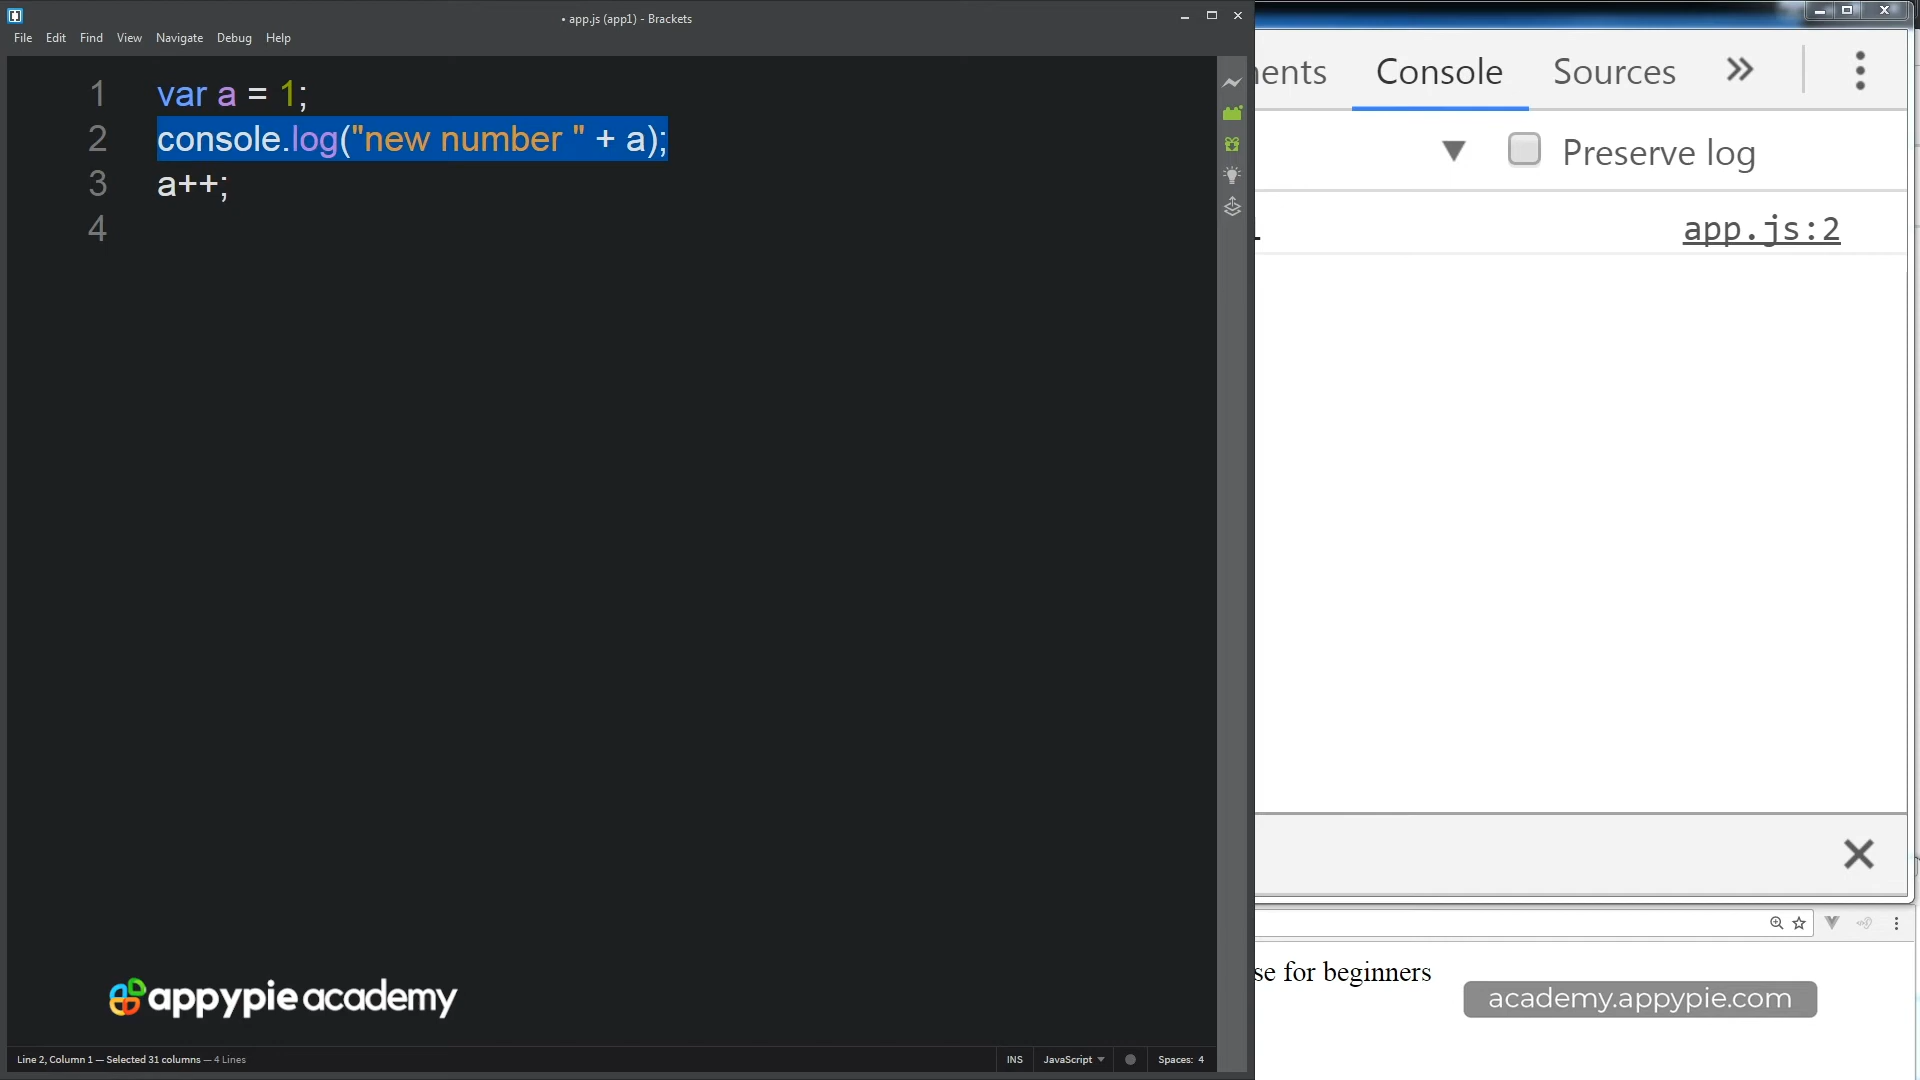 • app.js (app1) - Brackets
File Edit Find View Navigate Debug Help
1 var a = 1;
2 console.log("new number " + a);
3 a++;
4
appypie academy
Line 2, Column 1 — Selected 31 columns — 4 Lines
INS JavaScript Spaces: 4
Console Sources
Preserve log
app.js:2
for beginners
academy.appypie.com